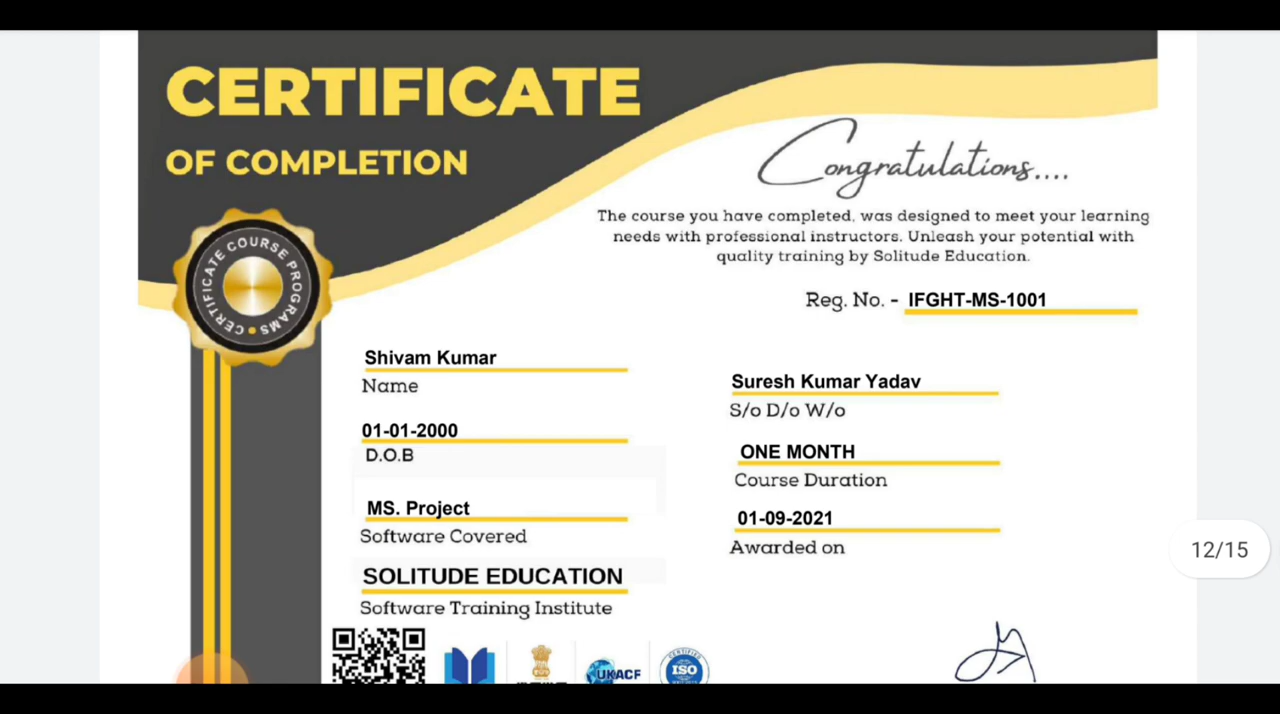 CERTIFICATE
OF COMPLETION
Congratulations....
The course you have completed, was designed to meet your learning
needs with professional instructors. Unleash your potential with
quality training by Solitude Education.
CERTIFICATE COURSE PROGRAMS
Reg. No. - IFGHT-MS-1001
Shivam Kumar
Name
Suresh Kumar Yadav
S/o D/o W/o
01-01-2000
D.O.B
ONE MONTH
Course Duration
MS. Project
Software Covered
01-09-2021
Awarded on
12/15
SOLITUDE EDUCATION
Software Training Institute
UKACF
CERTIFIED
ISO